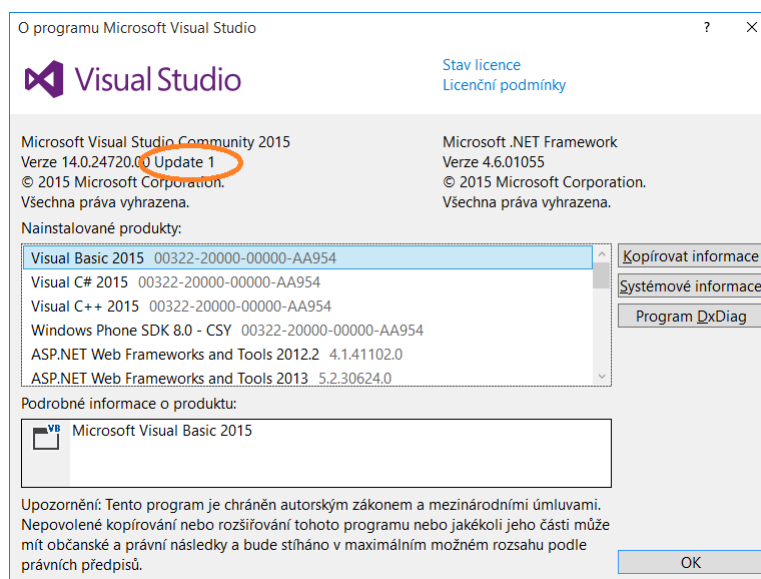 O programu Microsoft Visual Studio
Visual Studio
Stav licence
Licenční podmínky
Microsoft Visual Studio Community 2015
Verze 14.0.24720.00 Update 1
© 2015 Microsoft Corporation.
Všechna práva vyhrazena.
Microsoft .NET Framework
Verze 4.6.01055
© 2015 Microsoft Corporation.
Všechna práva vyhrazena.
Nainstalované produkty:
Visual Basic 2015 00322-20000-00000-AA954
Visual C# 2015 00322-20000-00000-AA954
Visual C++ 2015 00322-20000-00000-AA954
Windows Phone SDK 8.0 - CSY 00322-20000-00000-AA954
ASP.NET Web Frameworks and Tools 2012.2 4.1.41102.0
ASP.NET Web Frameworks and Tools 2013 5.2.30624.0
Kopírovat informace
Systémové informace
Program DxDiag
Podrobné informace o produktu:
VB Microsoft Visual Basic 2015
Upozornění: Tento program je chráněn autorským zákonem a mezinárodními úmluvami.
Nepovolené kopírování nebo rozšiřování tohoto programu nebo jakékoli jeho části může
mít občanské a právní následky a bude stíháno v maximálním možném rozsahu podle
právních předpisů.
OK